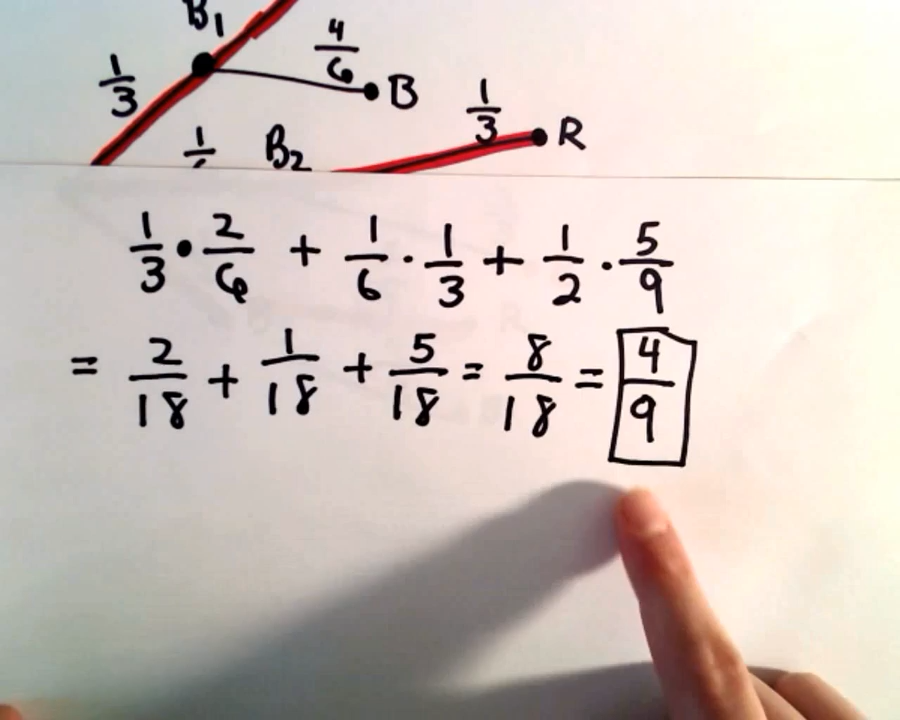 B₁
4/6
1/3
B
1/3
R
B₂
1/3 · 2/6 + 1/6 · 1/3 + 1/2 · 5/9
= 2/18 + 1/18 + 5/18 = 8/18 = 4/9